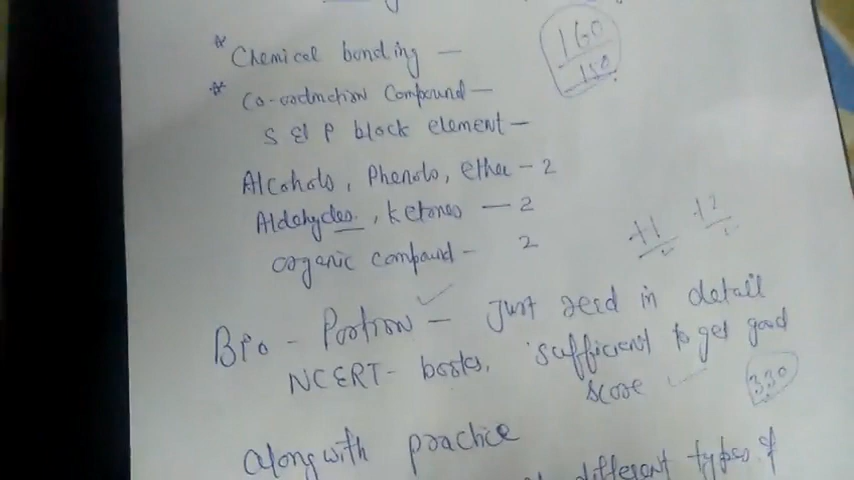 * Chemical bonding —
160
150
* Co-ordination Compound —
S & P block element —
Alcohols, Phenols, ether - 2
Aldehydes, ketones — 2
organic compound - 2
+1 +2
Bio - Portion — Just read in detail
NCERT - books, sufficient to get good
score
330
along with practice
different types of